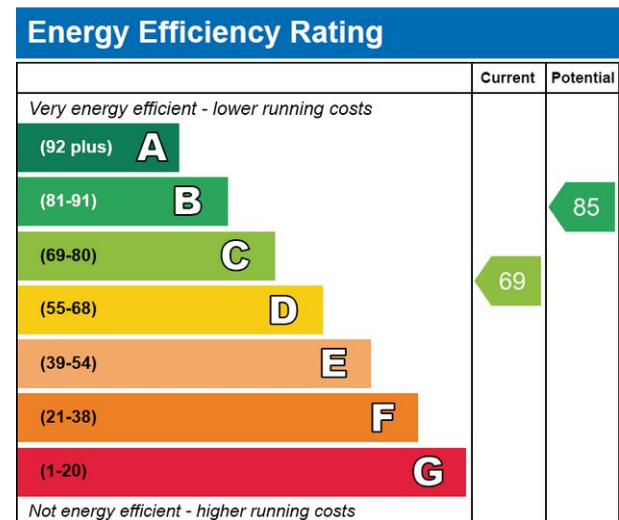 Energy Efficiency Rating
Current Potential
Very energy efficient - lower running costs
(92 plus) A
(81-91) B
85
(69-80) C
69
(55-68) D
(39-54) E
(21-38) F
(1-20) G
Not energy efficient - higher running costs